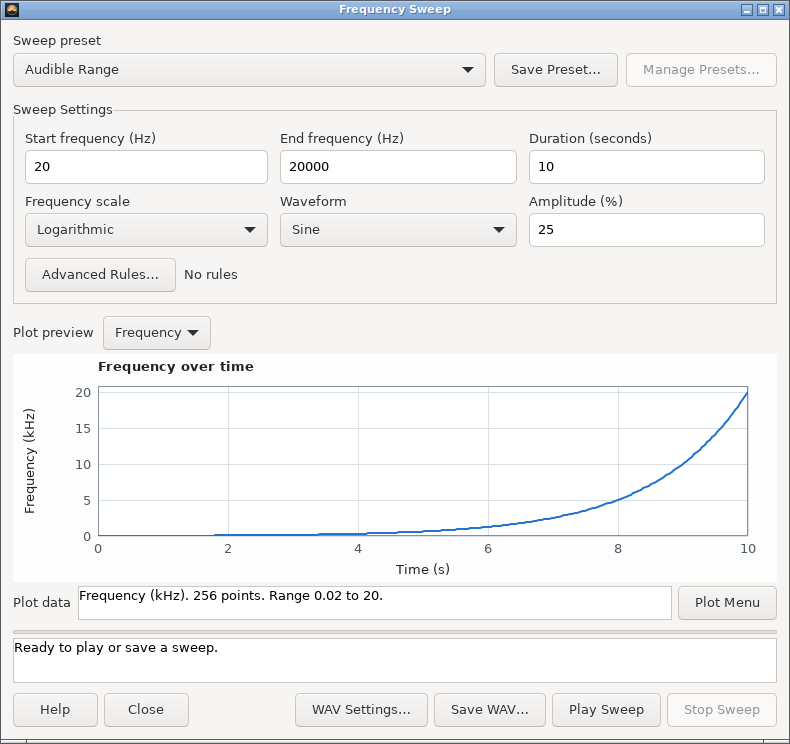 Frequency Sweep
Sweep preset
Audible Range
Save Preset...
Manage Presets...
Sweep Settings
Start frequency (Hz)
End frequency (Hz)
Duration (seconds)
20
20000
10
Frequency scale
Waveform
Amplitude (%)
Logarithmic
Sine
25
Advanced Rules...
No rules
Plot preview
Frequency
Frequency over time
Frequency (kHz)
20
15
10
5
0
0 2 4 6 8 10
Time (s)
Plot data
Frequency (kHz). 256 points. Range 0.02 to 20.
Plot Menu
Ready to play or save a sweep.
Help
Close
WAV Settings...
Save WAV...
Play Sweep
Stop Sweep